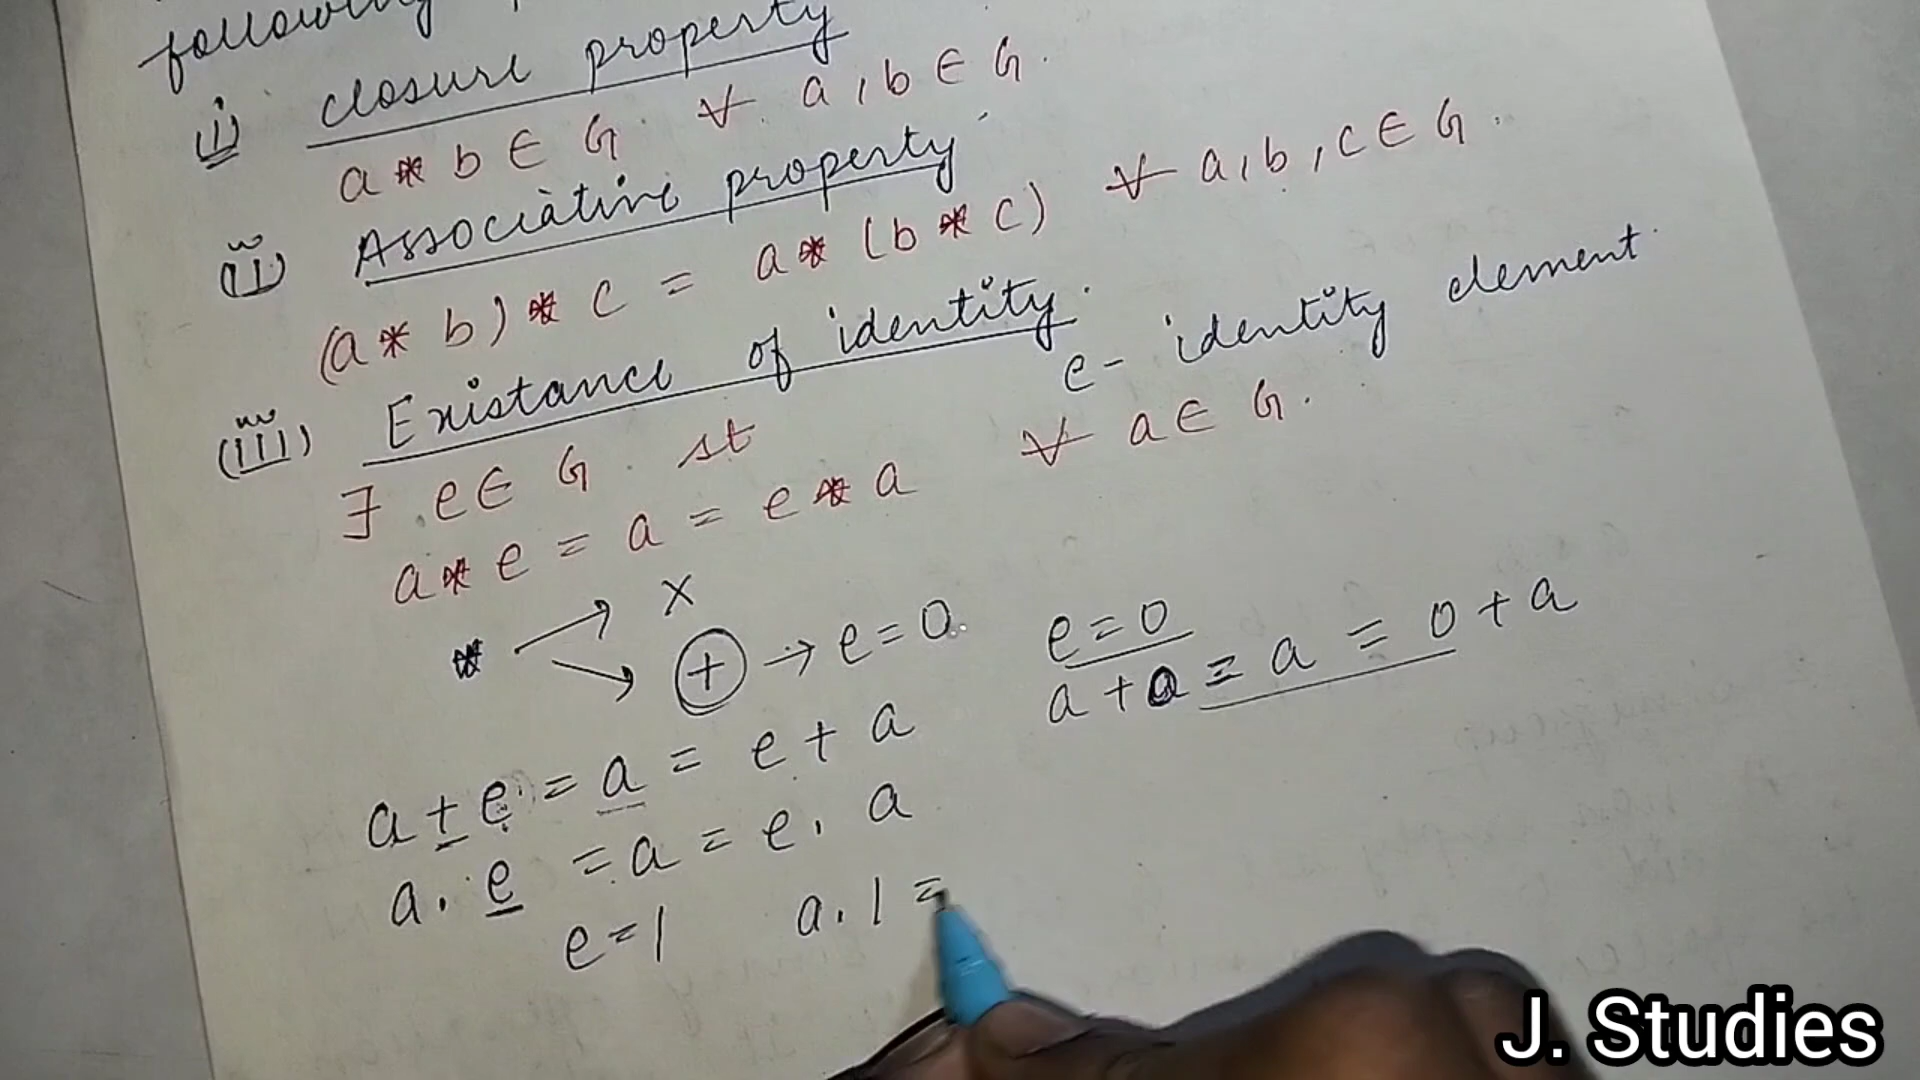 following
(i) closure property
a * b ∈ G ∀ a, b ∈ G.
(ii) Associative property
(a * b) * c = a * (b * c) ∀ a, b, c ∈ G.
(iii) Existance of identity.
e - identity element
∃ e ∈ G st
a * e = a = e * a ∀ a ∈ G.
* → ×
→ + → e = 0.
e = 0
a + 0 = a = 0 + a
a + e = a = e + a
a . e = a = e . a
e = 1 a . 1 =
J. Studies